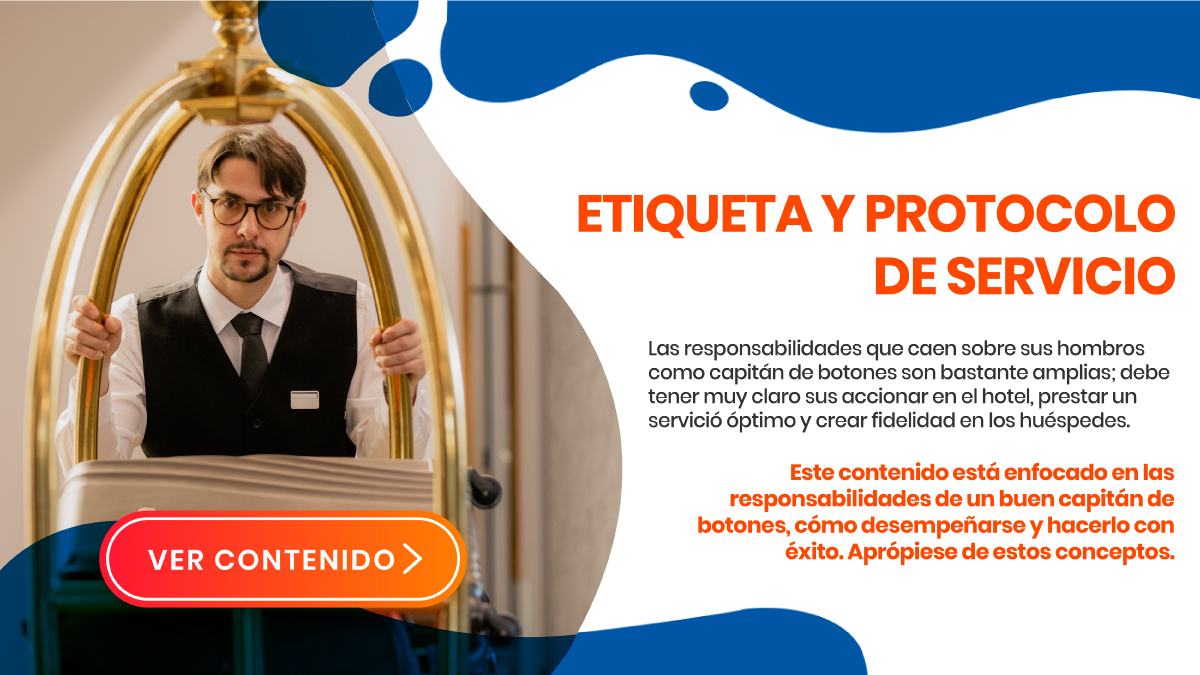 ETIQUETA Y PROTOCOLO
DE SERVICIO
Las responsabilidades que caen sobre sus hombros
como capitán de botones son bastante amplias; debe
tener muy claro sus accionar en el hotel, prestar un
servició óptimo y crear fidelidad en los huéspedes.
Este contenido está enfocado en las
responsabilidades de un buen capitán de
botones, cómo desempeñarse y hacerlo con
éxito. Aprópiese de estos conceptos.
VER CONTENIDO